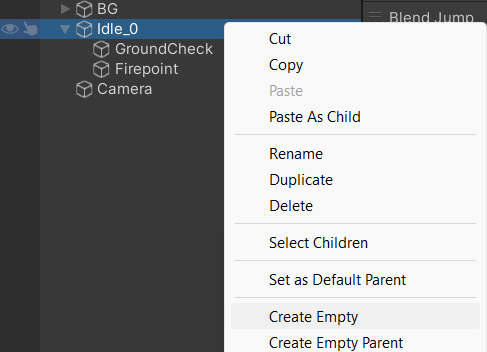 BG
Idle_0
GroundCheck
Firepoint
Camera
Blend Jump
Cut
Copy
Paste
Paste As Child
Rename
Duplicate
Delete
Select Children
Set as Default Parent
Create Empty
Create Empty Parent